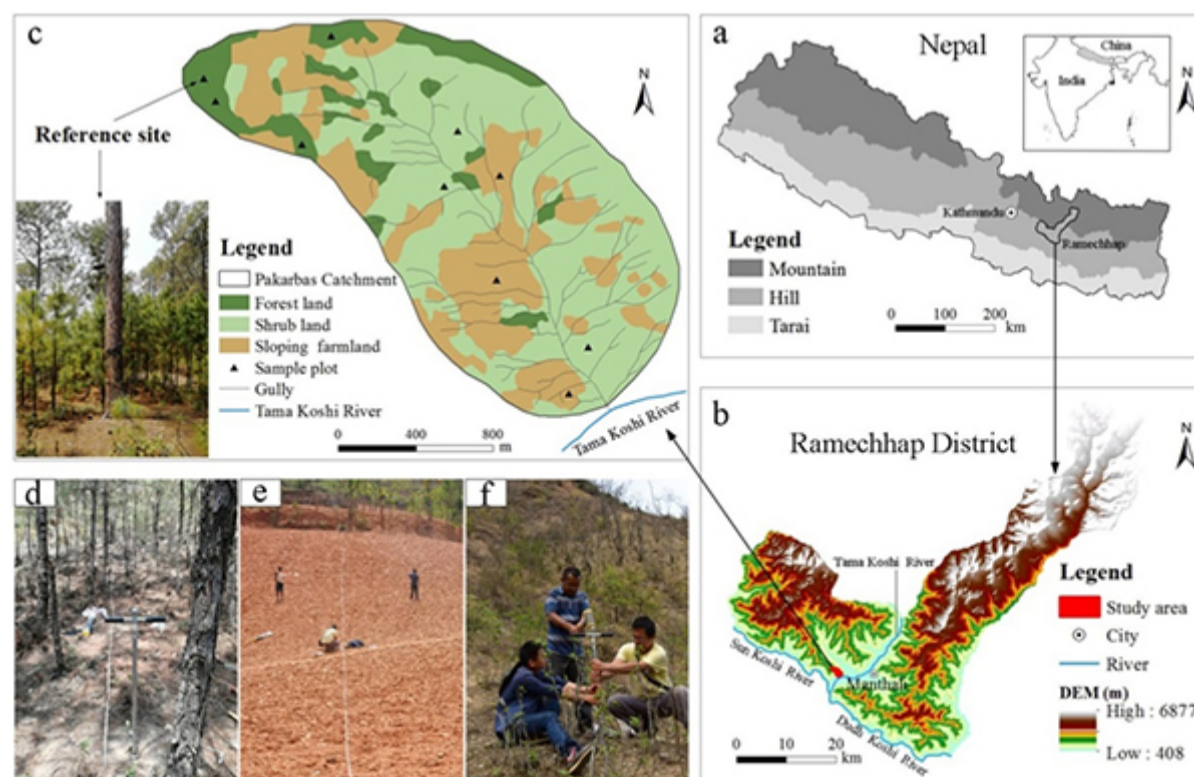 c
N
Reference site
Legend
Pakarbas Catchment
Forest land
Shrub land
Sloping farmland
Sample plot
Gully
Tama Koshi River
0 400 800
m
Tama Koshi River
a
Nepal
China
India
N
Kathmandu
Ramechhap
Legend
Mountain
Hill
Tarai
0 100 200
km
b
Ramechhap District
N
Tama Koshi River
Sun Koshi River
Manthali
Dudh Koshi River
Legend
Study area
City
River
DEM (m)
High : 6877
Low : 408
0 10 20
km
d
e
f